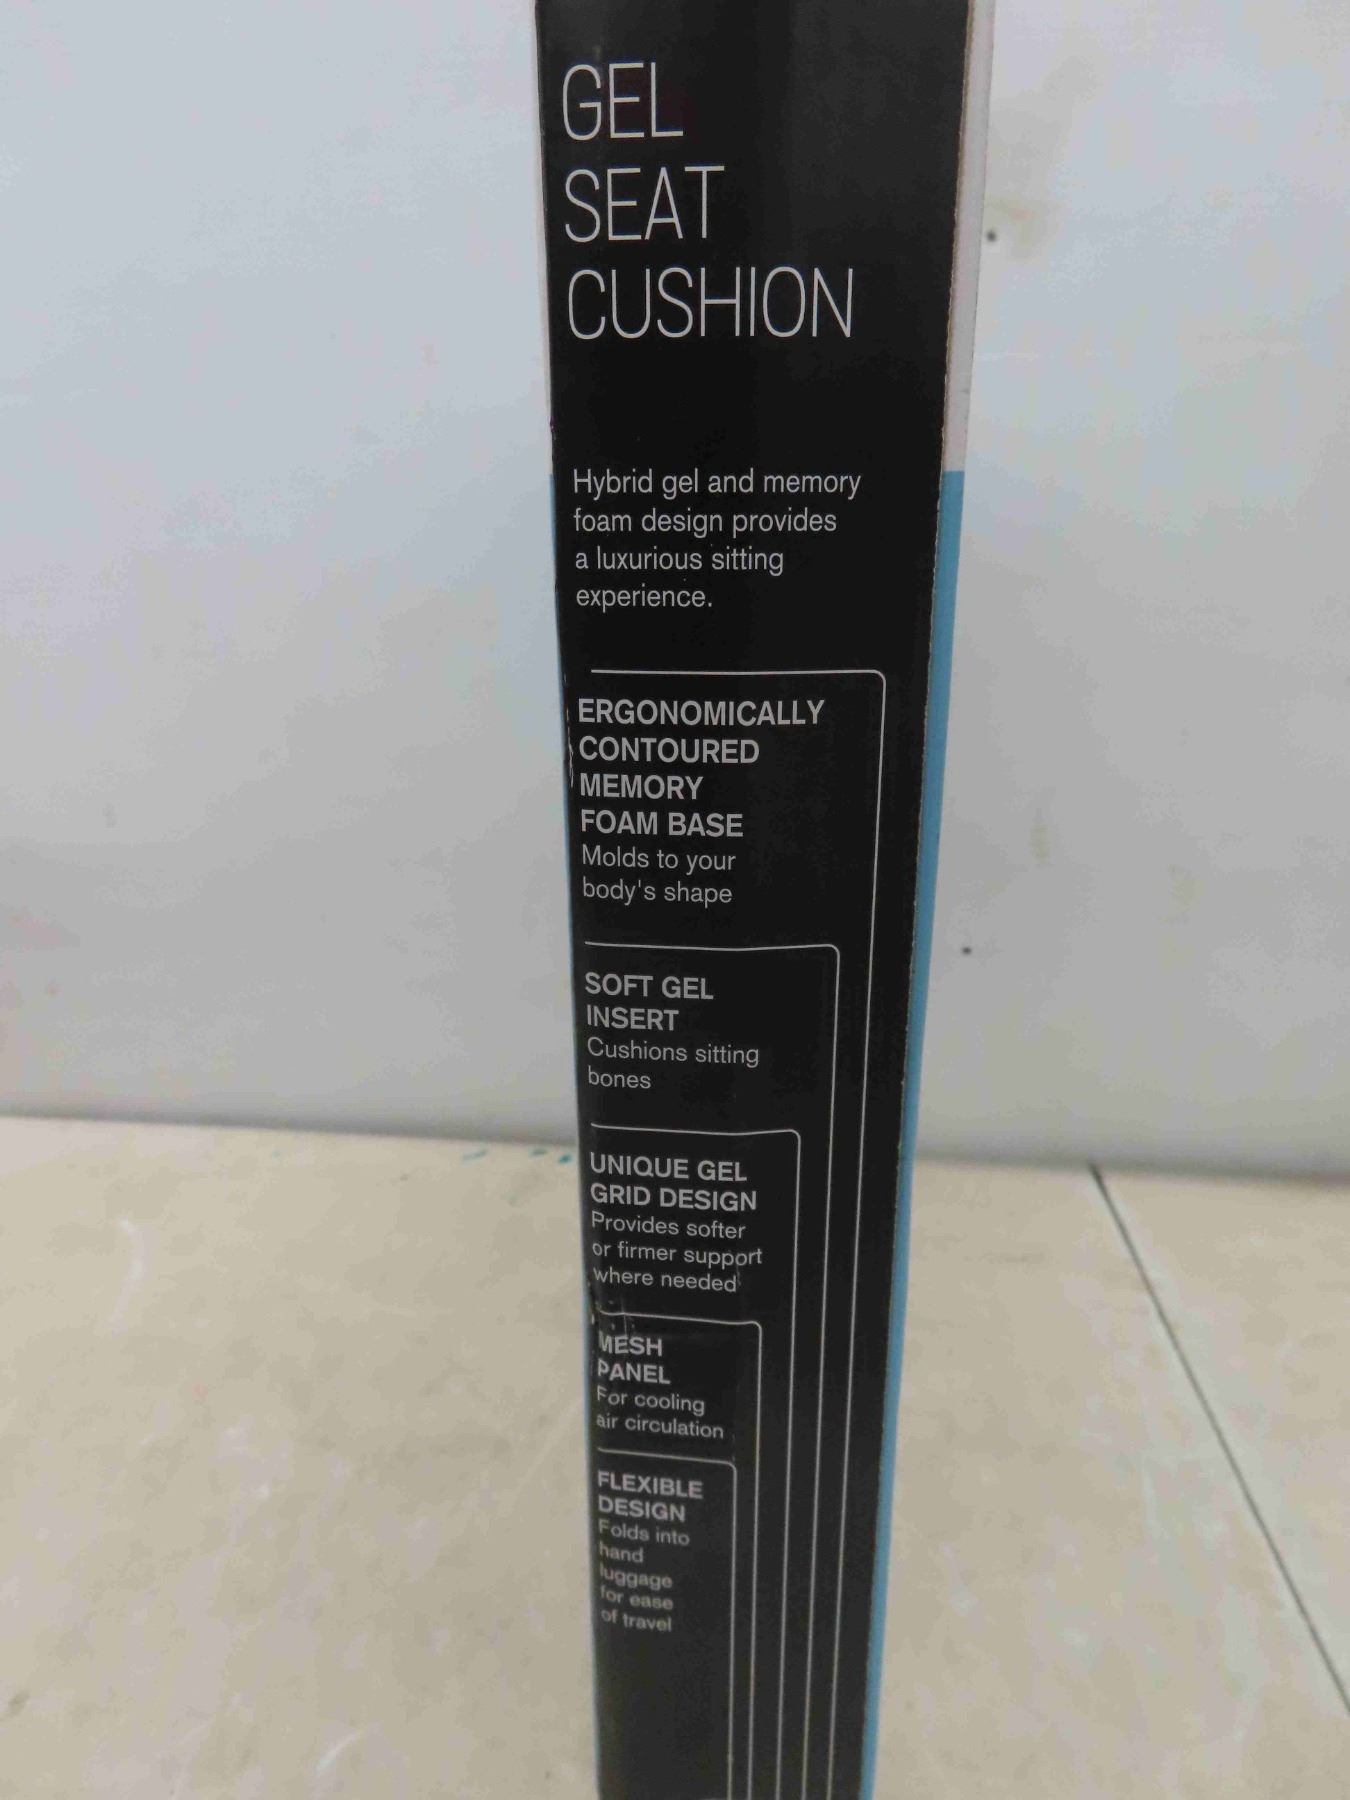 GEL
SEAT
CUSHION
Hybrid gel and memory
foam design provides
a luxurious sitting
experience.
ERGONOMICALLY
CONTOURED
MEMORY
FOAM BASE
Molds to your
body's shape
SOFT GEL
INSERT
Cushions sitting
bones
UNIQUE GEL
GRID DESIGN
Provides softer
or firmer support
where needed
MESH
PANEL
For cooling
air circulation
FLEXIBLE
DESIGN
Folds into
hand
luggage
for ease
of travel